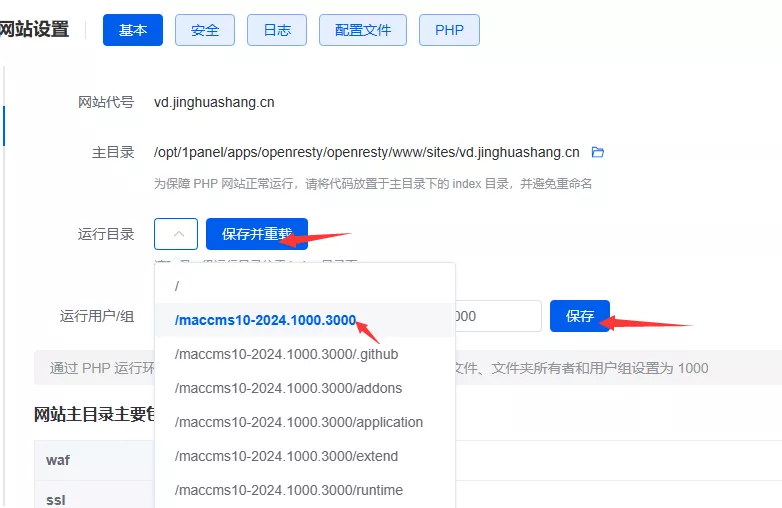 网站设置 基本 安全 日志 配置文件 PHP
网站代号 vd.jinghuashang.cn
主目录 /opt/1panel/apps/openresty/openresty/www/sites/vd.jinghuashang.cn
为保障 PHP 网站正常运行，请将代码放置于主目录下的 index 目录，并避免重命名
运行目录 保存并重载
/
运行用户/组 /maccms10-2024.1000.3000 000 保存
/maccms10-2024.1000.3000/.github
通过 PHP 运行环 文件、文件夹所有者和用户组设置为 1000
/maccms10-2024.1000.3000/addons
网站主目录主要包
/maccms10-2024.1000.3000/application
waf
/maccms10-2024.1000.3000/extend
/maccms10-2024.1000.3000/runtime
ssl